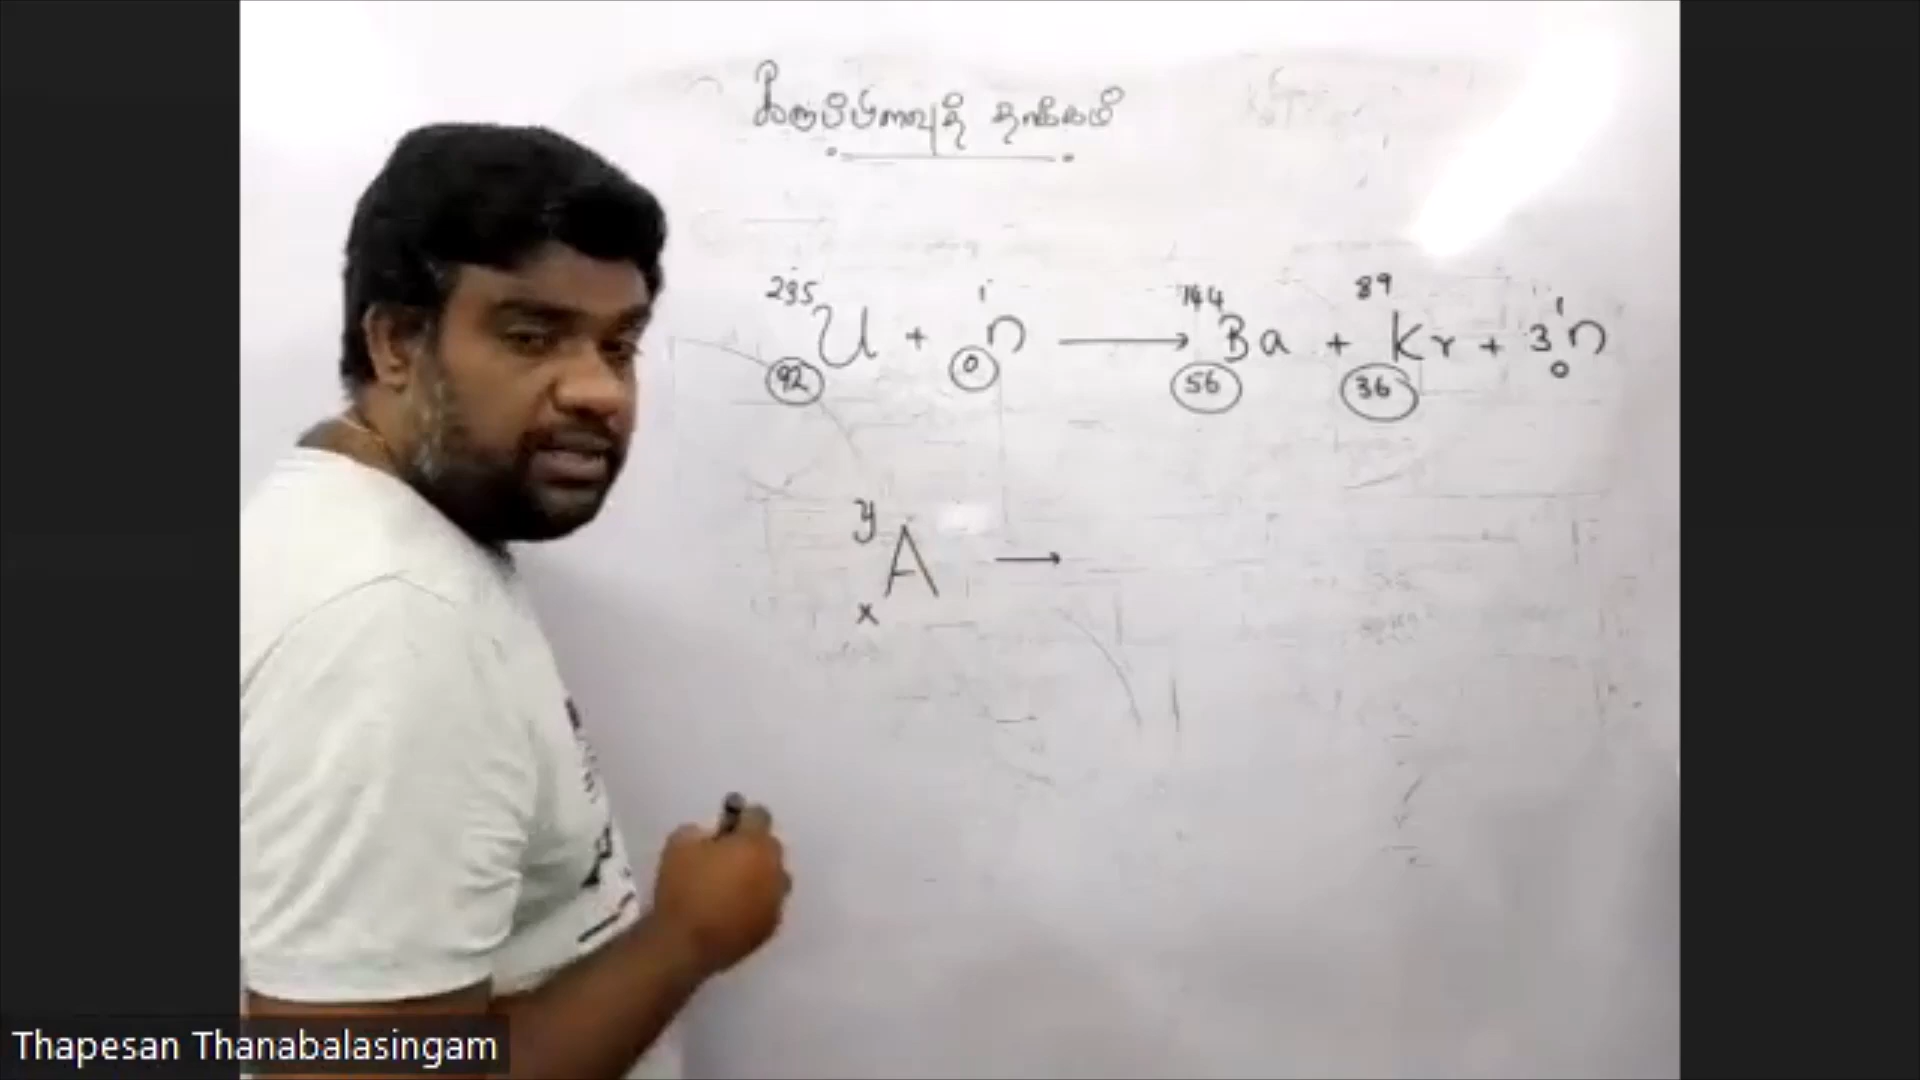 கருப்பிளவுத் தாக்கம்
²³⁵₉₂U + ¹₀n → ¹⁴⁴₅₆Ba + ⁸⁹₃₆Kr + 3¹₀n
ʸₓA →
Thapesan Thanabalasingam